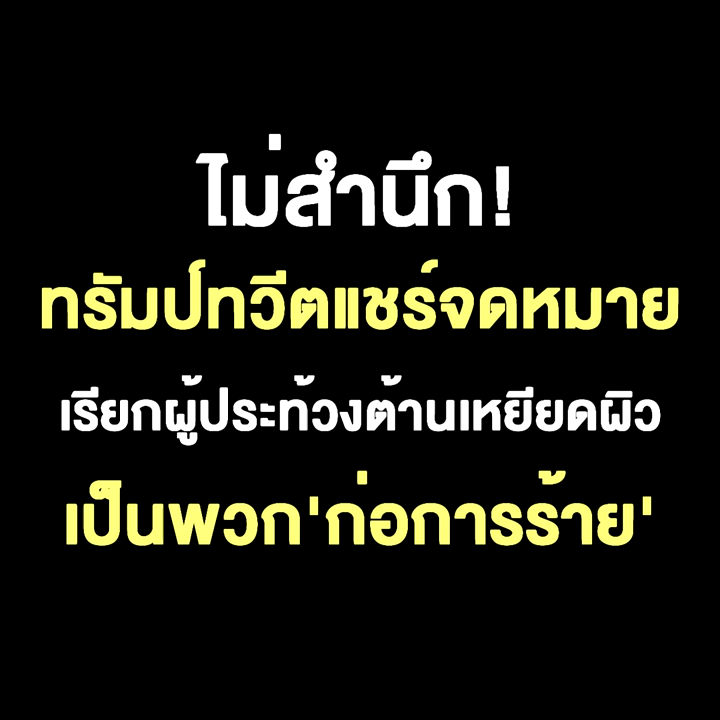 ไม่สำนึก!
ทรัมป์ทวีตแชร์จดหมาย
เรียกผู้ประท้วงต้านเหยียดผิว
เป็นพวก'ก่อการร้าย'